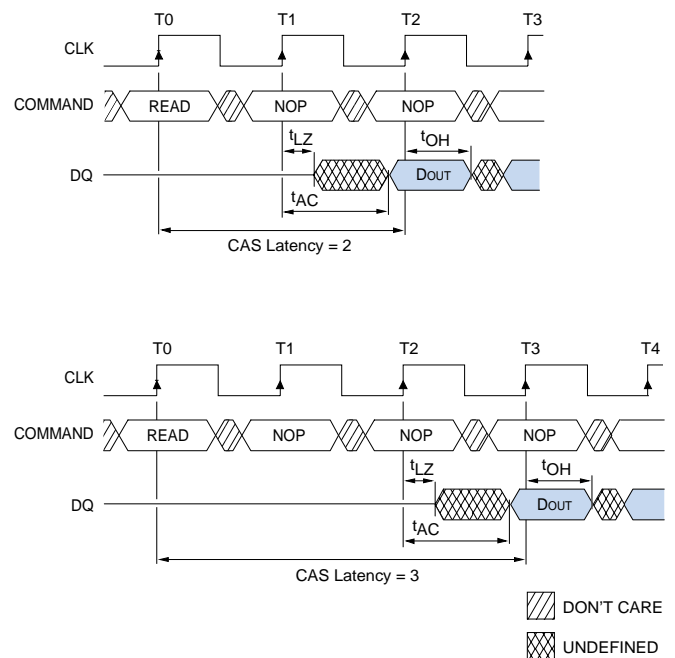 T0 T1 T2 T3
CLK
COMMAND READ NOP NOP
tLZ tOH
DQ DOUT
tAC
CAS Latency = 2
T0 T1 T2 T3 T4
CLK
COMMAND READ NOP NOP NOP
tLZ tOH
DQ DOUT
tAC
CAS Latency = 3
DON'T CARE
UNDEFINED